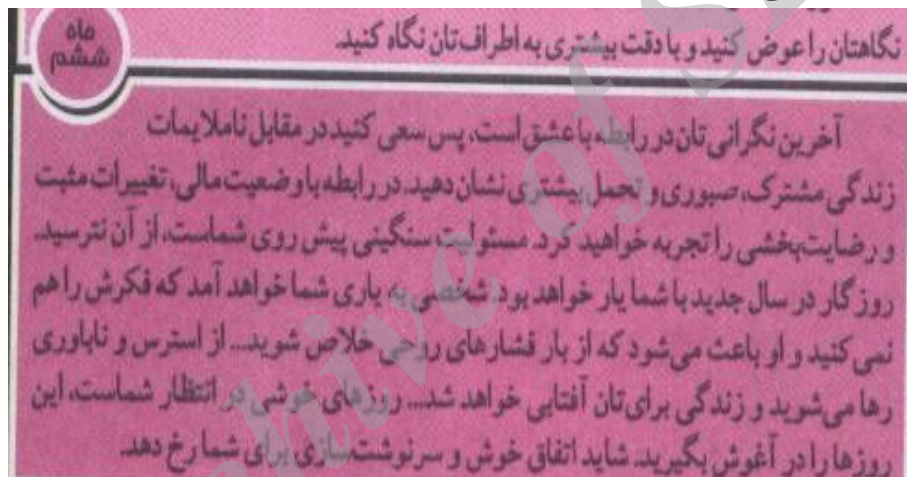 نگاهتان را عوض کنید و با دقت بیشتری به اطراف‌تان نگاه کنید.
ماه
ششم
آخرین نگرانی‌تان در رابطه با عشق است، پس سعی کنید در مقابل ناملایمات
زندگی مشترک، صبوری و تحمل بیشتری نشان دهید. در رابطه با وضعیت مالی، تغییرات مثبت
و رضایت‌بخشی را تجربه خواهید کرد. مسئولیت سنگینی پیش روی شماست، از آن نترسید.
روزگار در سال جدید با شما یار خواهد بود. شخصی به یاری شما خواهد آمد که فکرش را هم
نمی‌کنید و او باعث می‌شود که از بار فشارهای روحی خلاص شوید... از استرس و ناباوری
رها می‌شوید و زندگی برای‌تان آفتابی خواهد شد... روزهای خوشی در انتظار شماست، این
روزها را در آغوش بگیرید. شاید اتفاق خوش و سرنوشت‌سازی برای شما رخ دهد.
Archive of